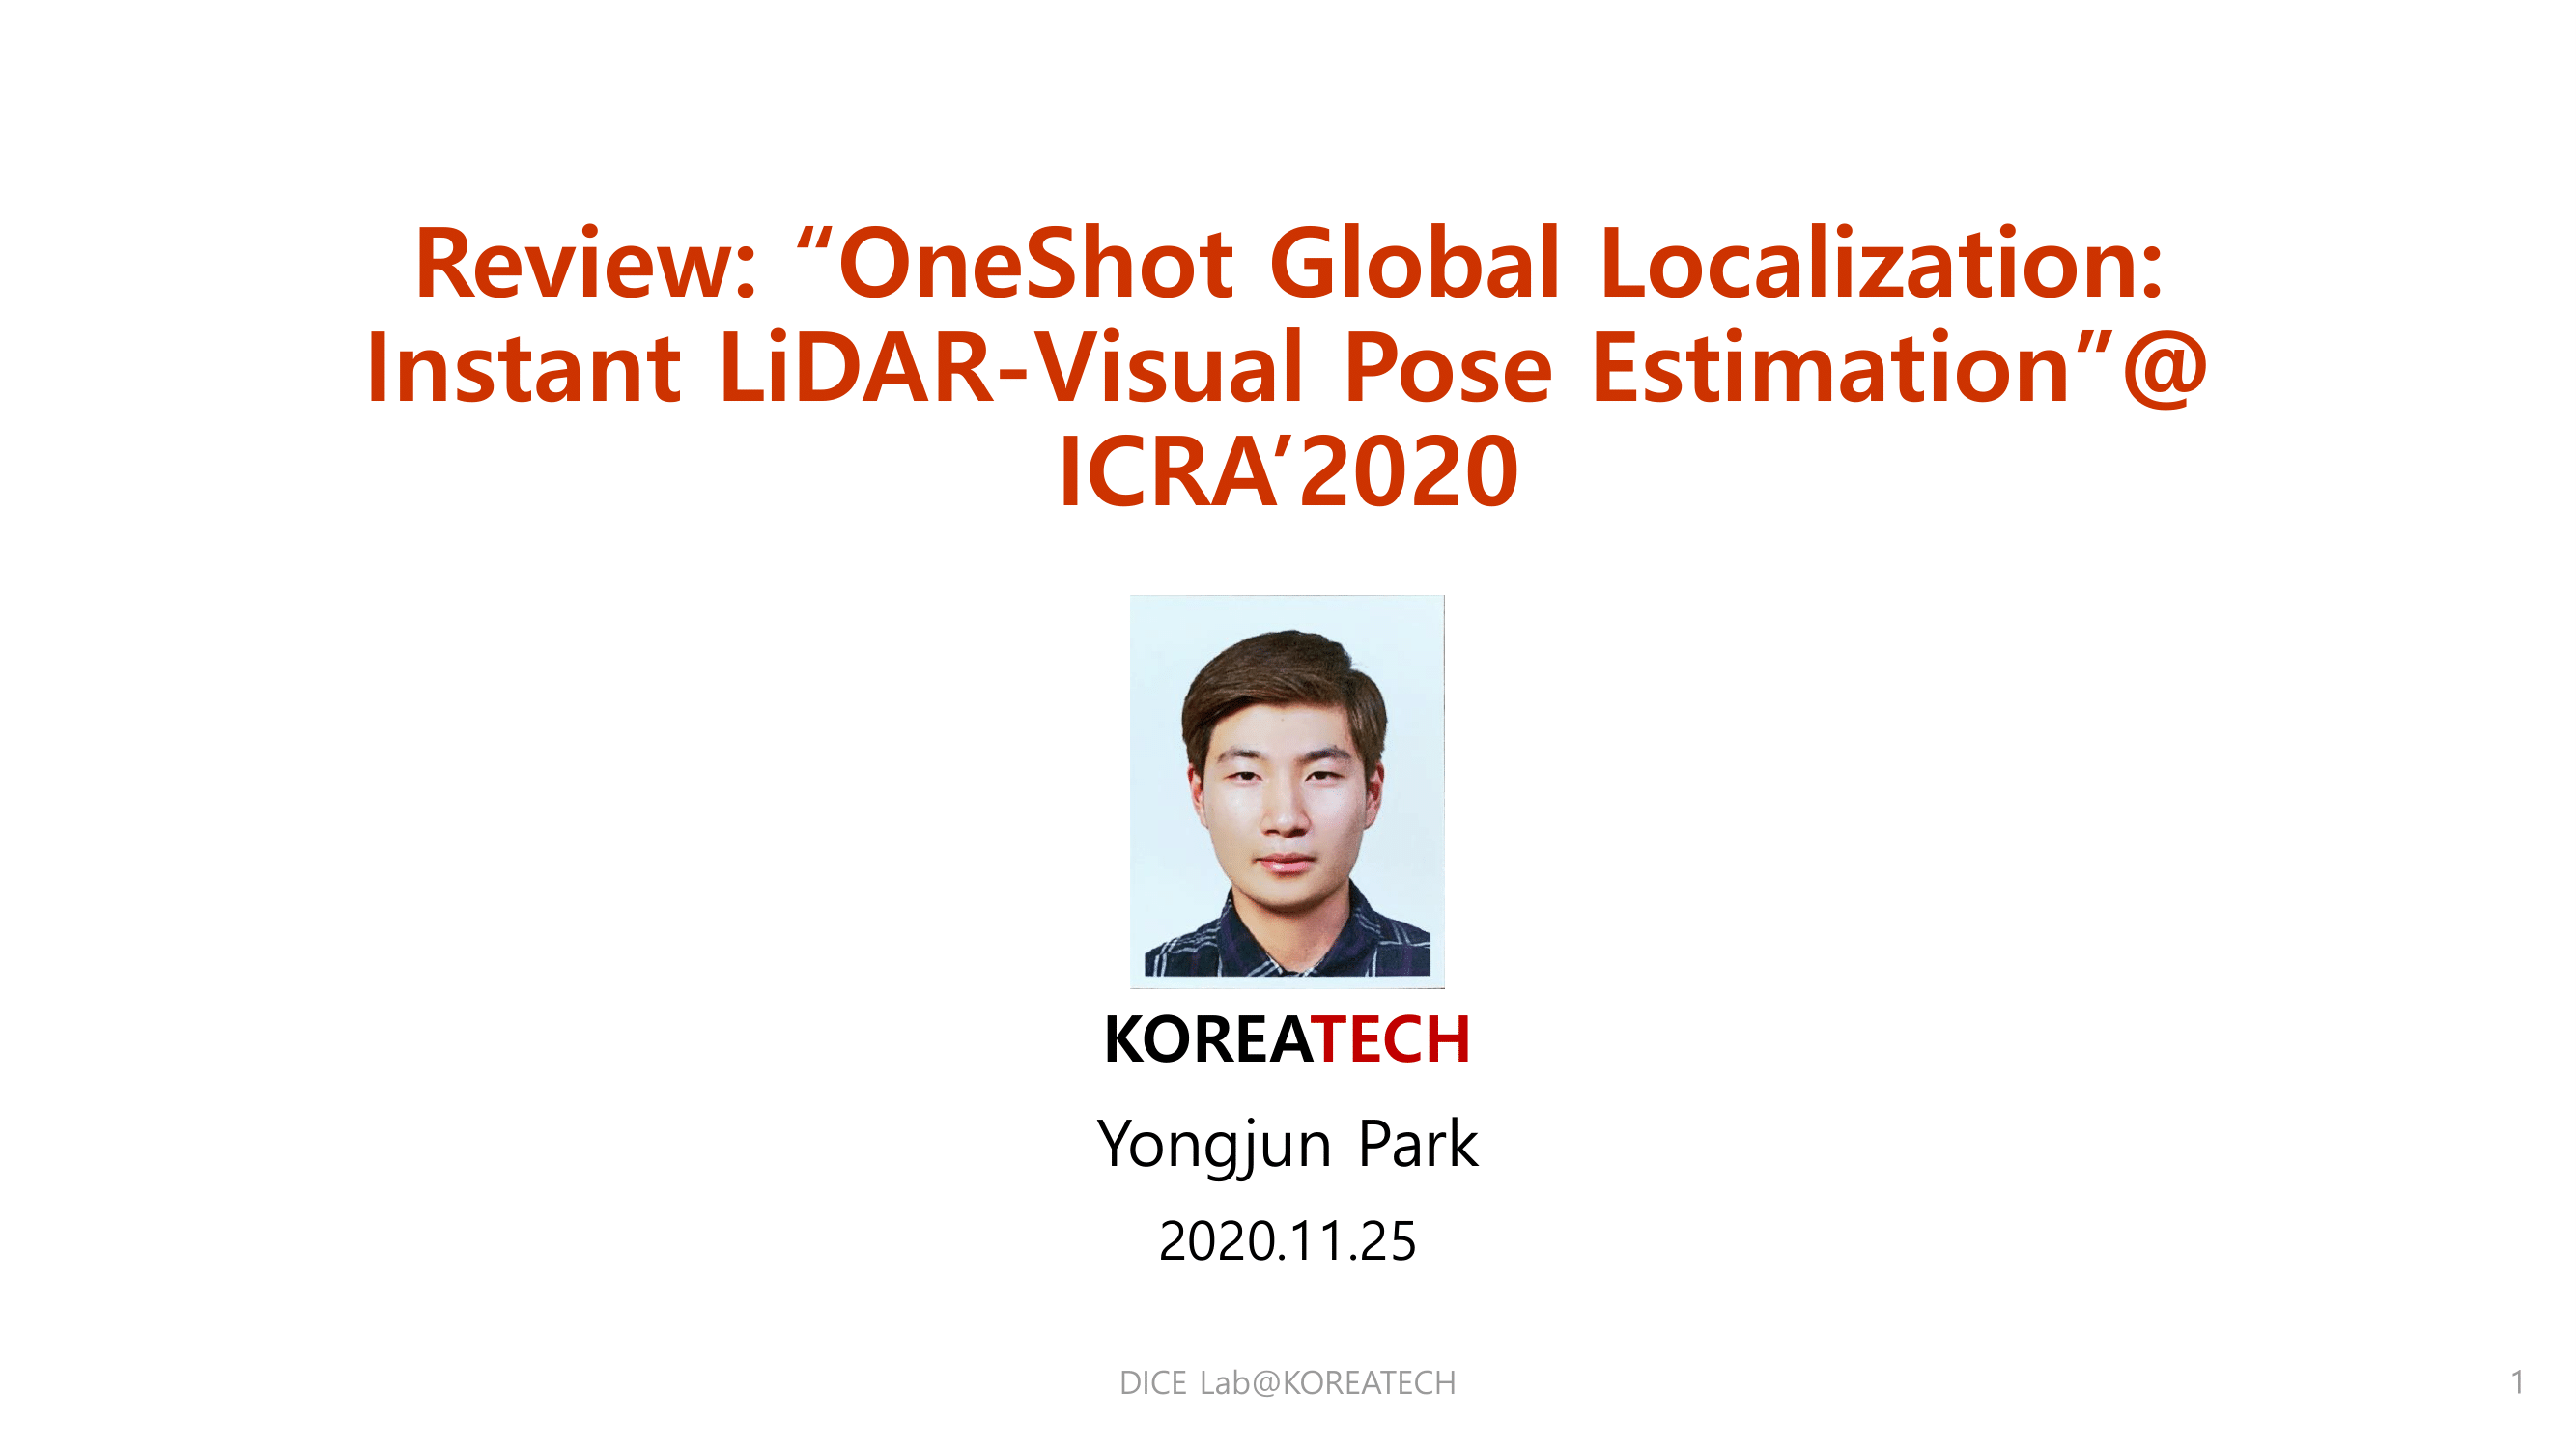 Review: “OneShot Global Localization:
Instant LiDAR-Visual Pose Estimation”@
ICRA’2020
KOREATECH
Yongjun Park
2020.11.25
DICE Lab@KOREATECH
1